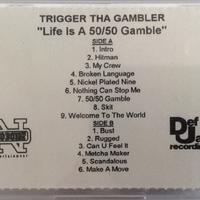 TRIGGER THA GAMBLER
"Life Is A 50/50 Gamble"
SIDE A
1. Intro
2. Hitman
3. My Crew
4. Broken Language
5. Nickel Plated Nine
6. Nothing Can Stop Me
7. 50/50 Gamble
8. Skit
9. Welcome To The World
SIDE B
1. Bust
2. Rugged
3. Can U Feel It
4. Metcha Maker
5. Scandalous
6. Make A Move
N
Def
recordin